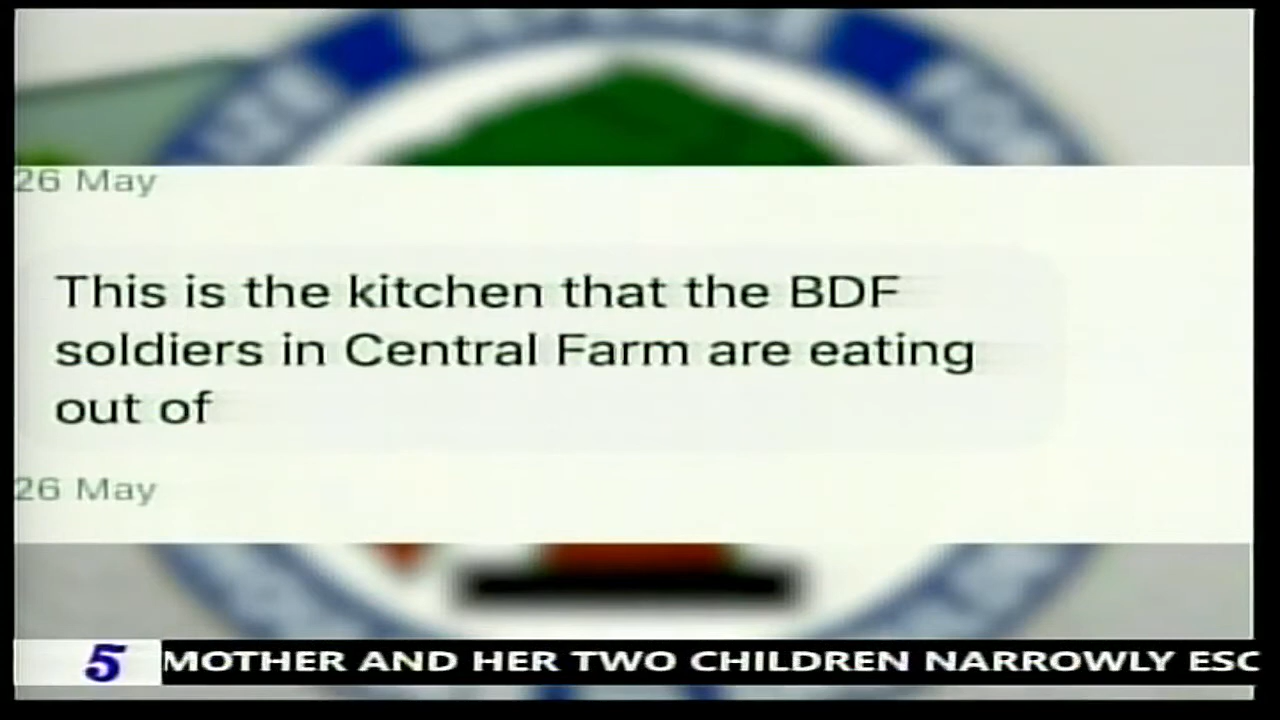 26 May
This is the kitchen that the BDF
soldiers in Central Farm are eating
out of
26 May
5
MOTHER AND HER TWO CHILDREN NARROWLY ESC